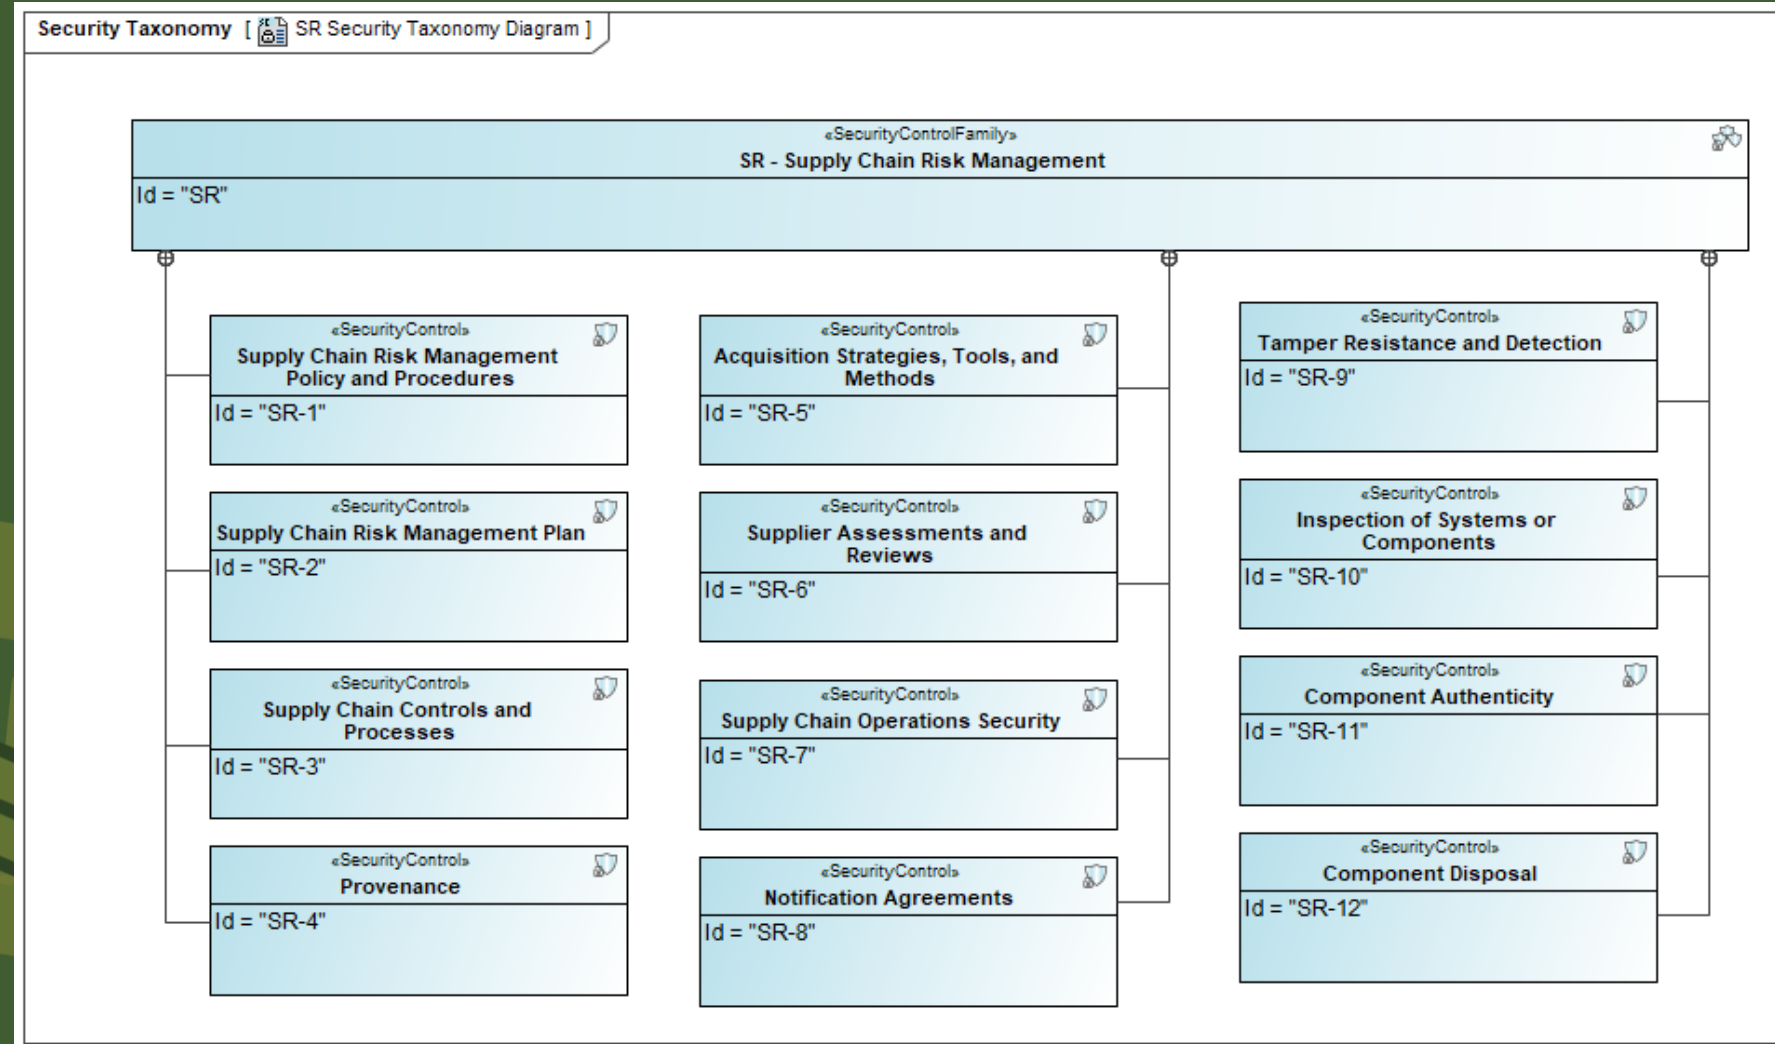 Security Taxonomy [ SR Security Taxonomy Diagram ]
«SecurityControlFamily»
SR - Supply Chain Risk Management
Id = "SR"
«SecurityControl»
Supply Chain Risk Management
Policy and Procedures
Id = "SR-1"
«SecurityControl»
Supply Chain Risk Management Plan
Id = "SR-2"
«SecurityControl»
Supply Chain Controls and
Processes
Id = "SR-3"
«SecurityControl»
Provenance
Id = "SR-4"
«SecurityControl»
Acquisition Strategies, Tools, and
Methods
Id = "SR-5"
«SecurityControl»
Supplier Assessments and
Reviews
Id = "SR-6"
«SecurityControl»
Supply Chain Operations Security
Id = "SR-7"
«SecurityControl»
Notification Agreements
Id = "SR-8"
«SecurityControl»
Tamper Resistance and Detection
Id = "SR-9"
«SecurityControl»
Inspection of Systems or
Components
Id = "SR-10"
«SecurityControl»
Component Authenticity
Id = "SR-11"
«SecurityControl»
Component Disposal
Id = "SR-12"